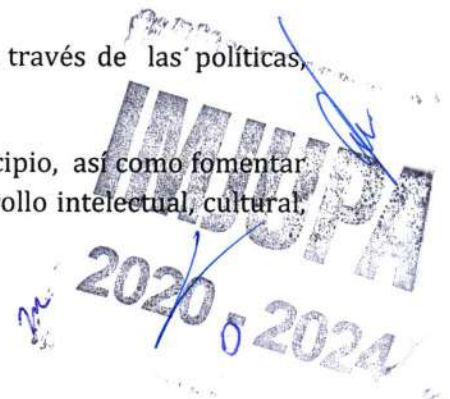 través de las políticas,
cipio, así como fomentar
ollo intelectual, cultural,
IMJUPA
2020 - 2024